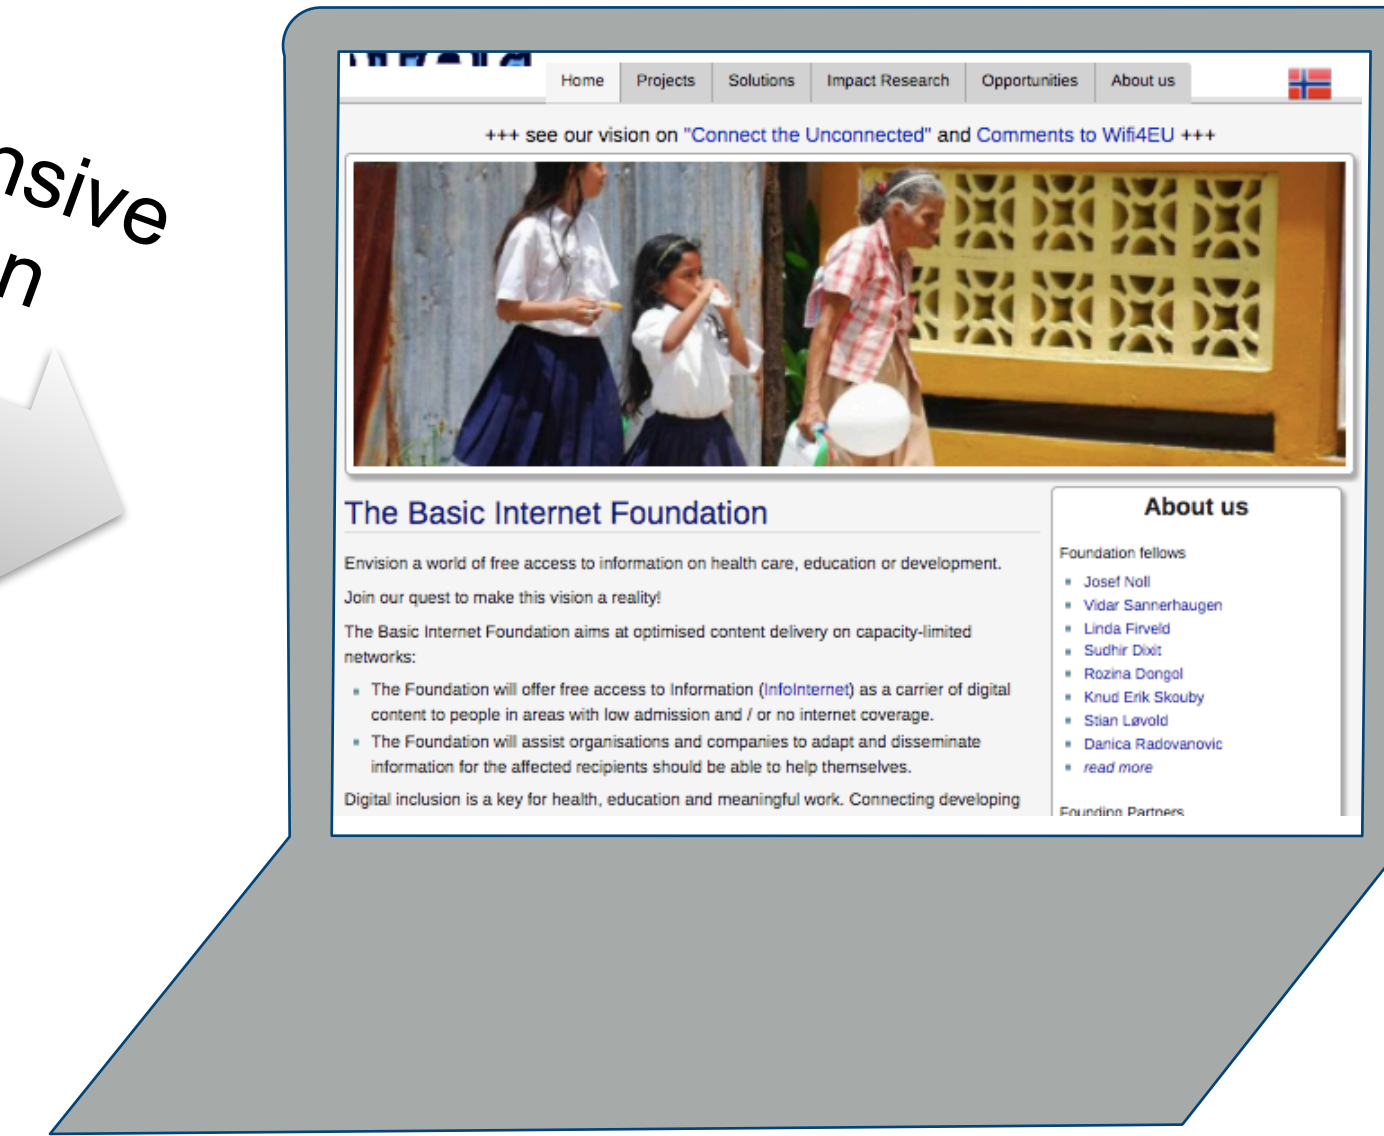 Home Projects Solutions Impact Research Opportunities About us
+++ see our vision on "Connect the Unconnected" and Comments to Wifi4EU +++
The Basic Internet Foundation
Envision a world of free access to information on health care, education or development.
Join our quest to make this vision a reality!
The Basic Internet Foundation aims at optimised content delivery on capacity-limited
networks:
The Foundation will offer free access to Information (InfoInternet) as a carrier of digital
content to people in areas with low admission and / or no internet coverage.
The Foundation will assist organisations and companies to adapt and disseminate
information for the affected recipients should be able to help themselves.
Digital inclusion is a key for health, education and meaningful work. Connecting developing
About us
Foundation fellows
Josef Noll
Vidar Sannerhaugen
Linda Firveld
Sudhir Dixit
Rozina Dongol
Knud Erik Skouby
Stian Løvold
Danica Radovanovic
read more
Founding Partners